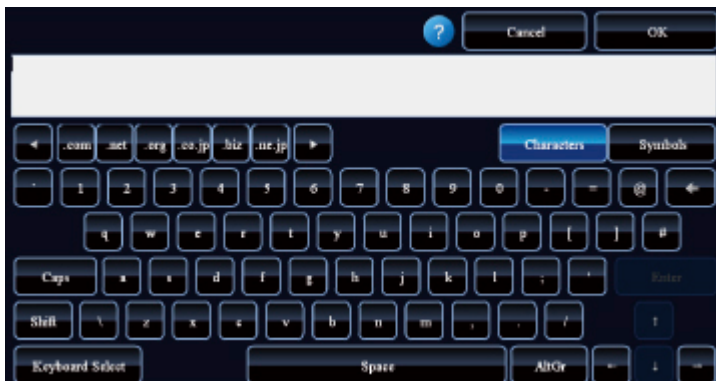 ? Cancel OK
◄ .com .net .org .co.jp .biz .ne.jp ► Characters Symbols
` 1 2 3 4 5 6 7 8 9 0 - = @ ←
q w e r t y u i o p [ ] #
Caps a s d f g h j k l ; ' Enter
Shift \ z x c v b n m , . / ↑
Keyboard Select Space AltGr ← ↓ →